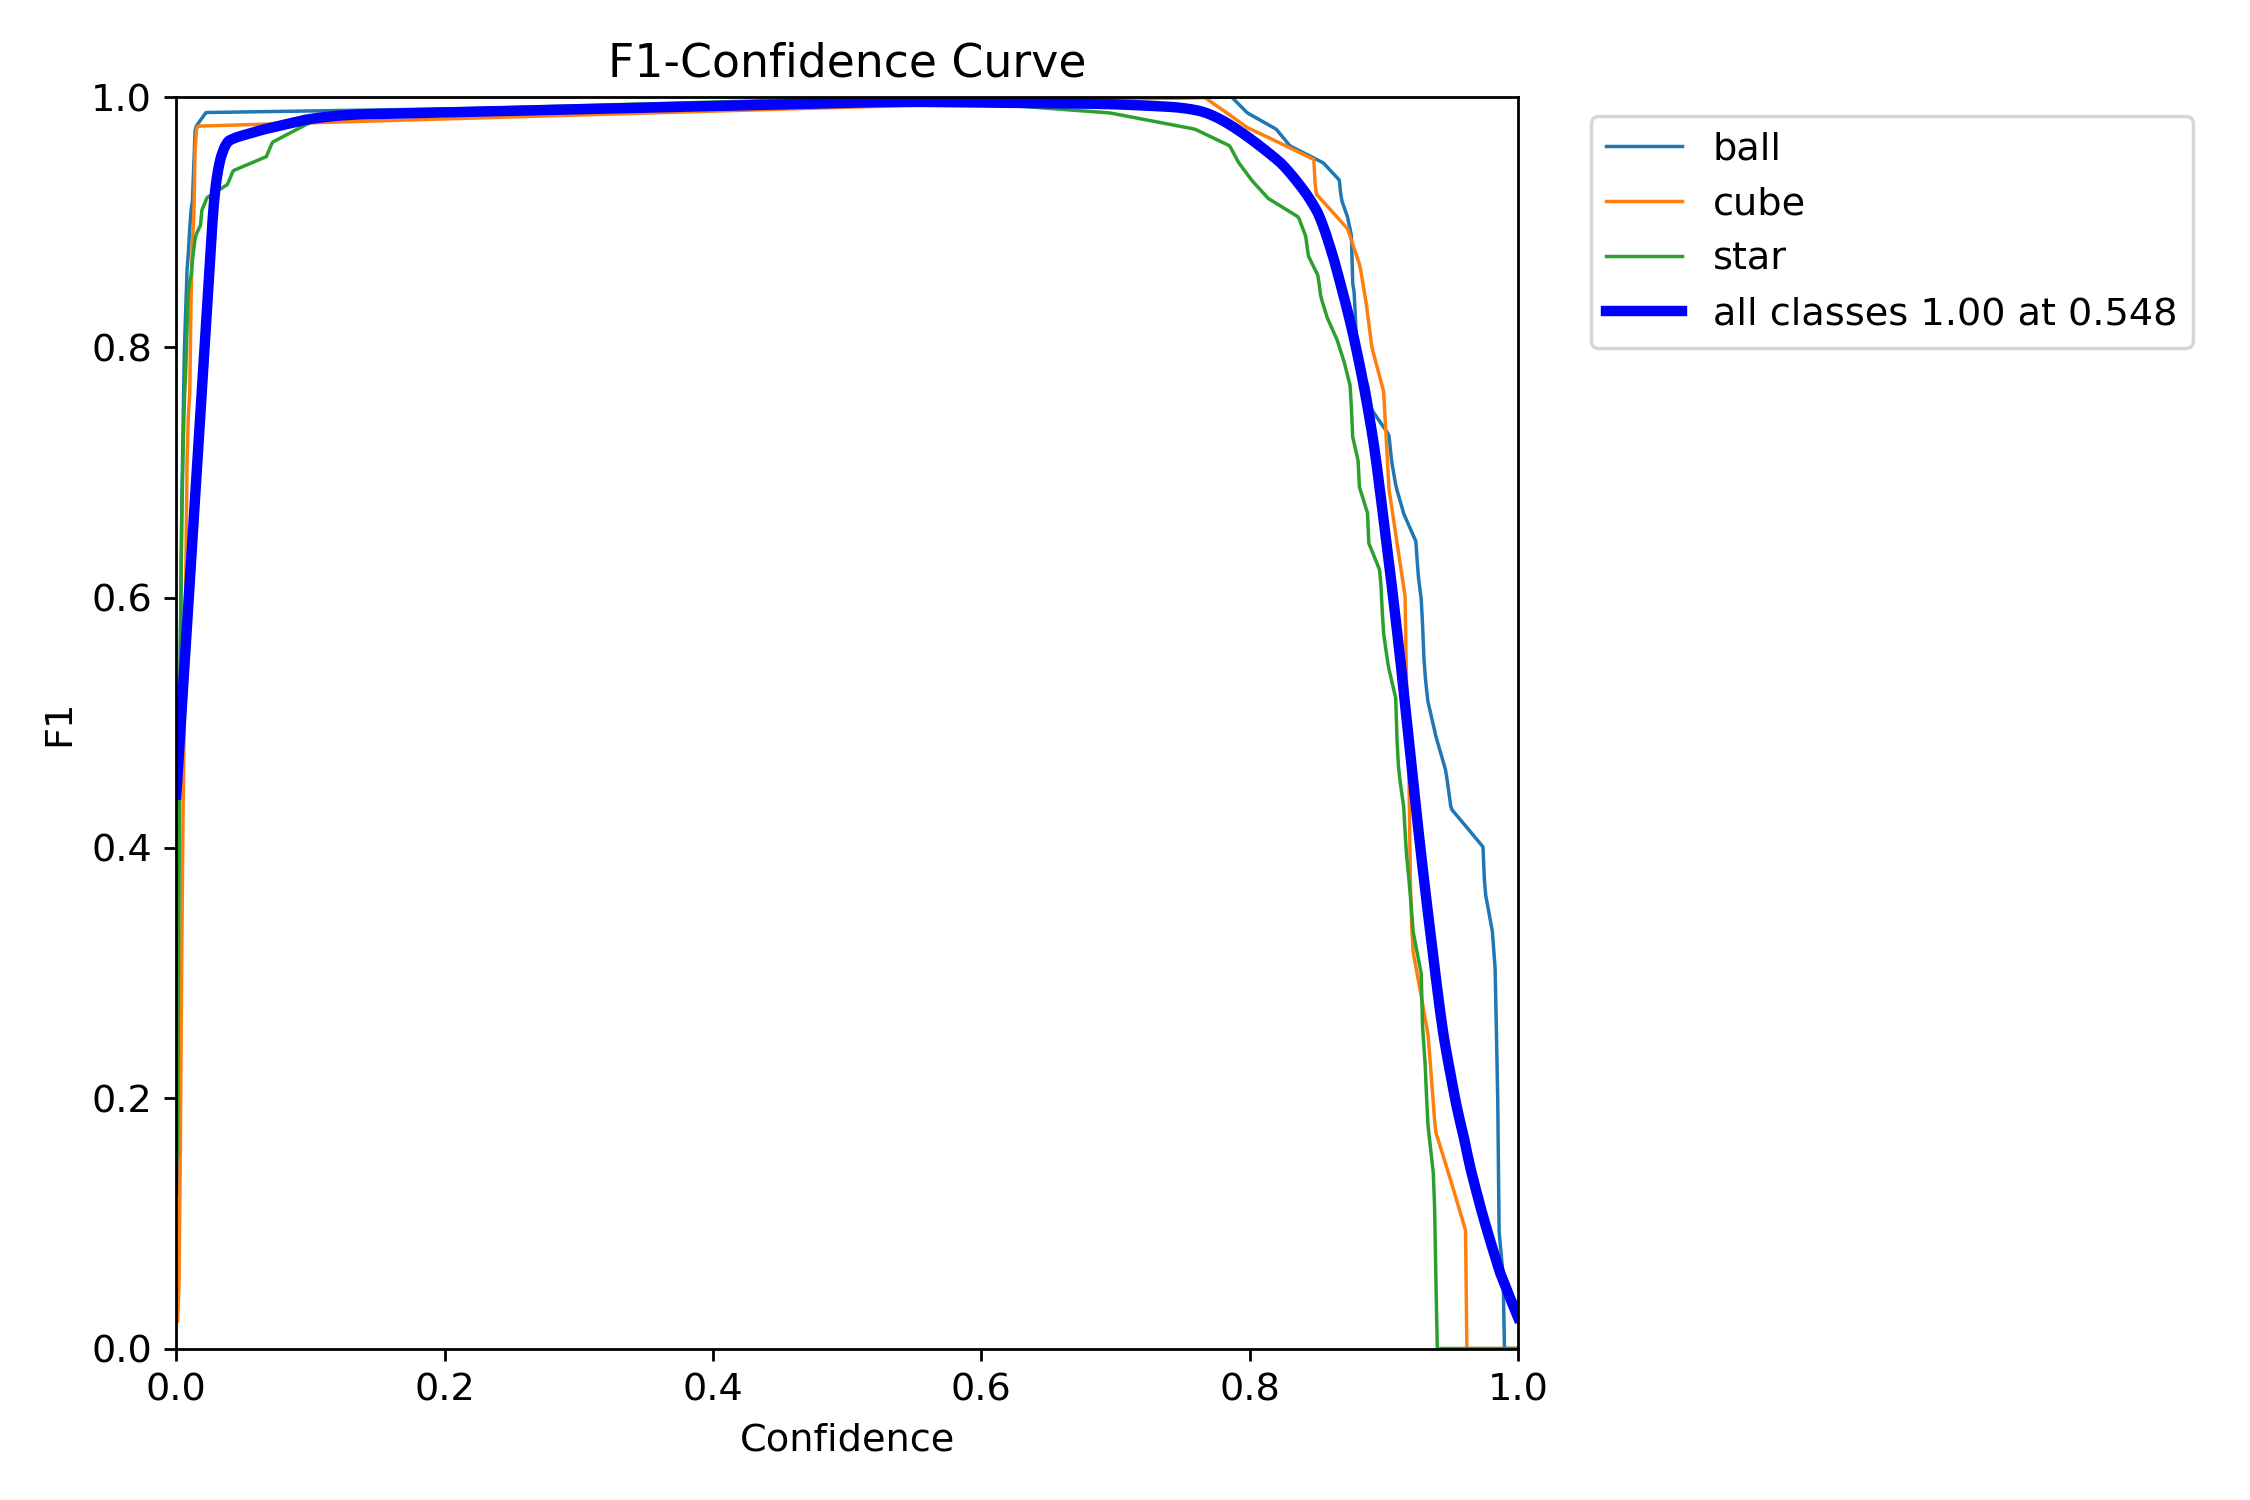 F1-Confidence Curve
1.0
0.8
0.6
0.4
0.2
0.0
F1
0.0 0.2 0.4 0.6 0.8 1.0
Confidence
ball
cube
star
all classes 1.00 at 0.548